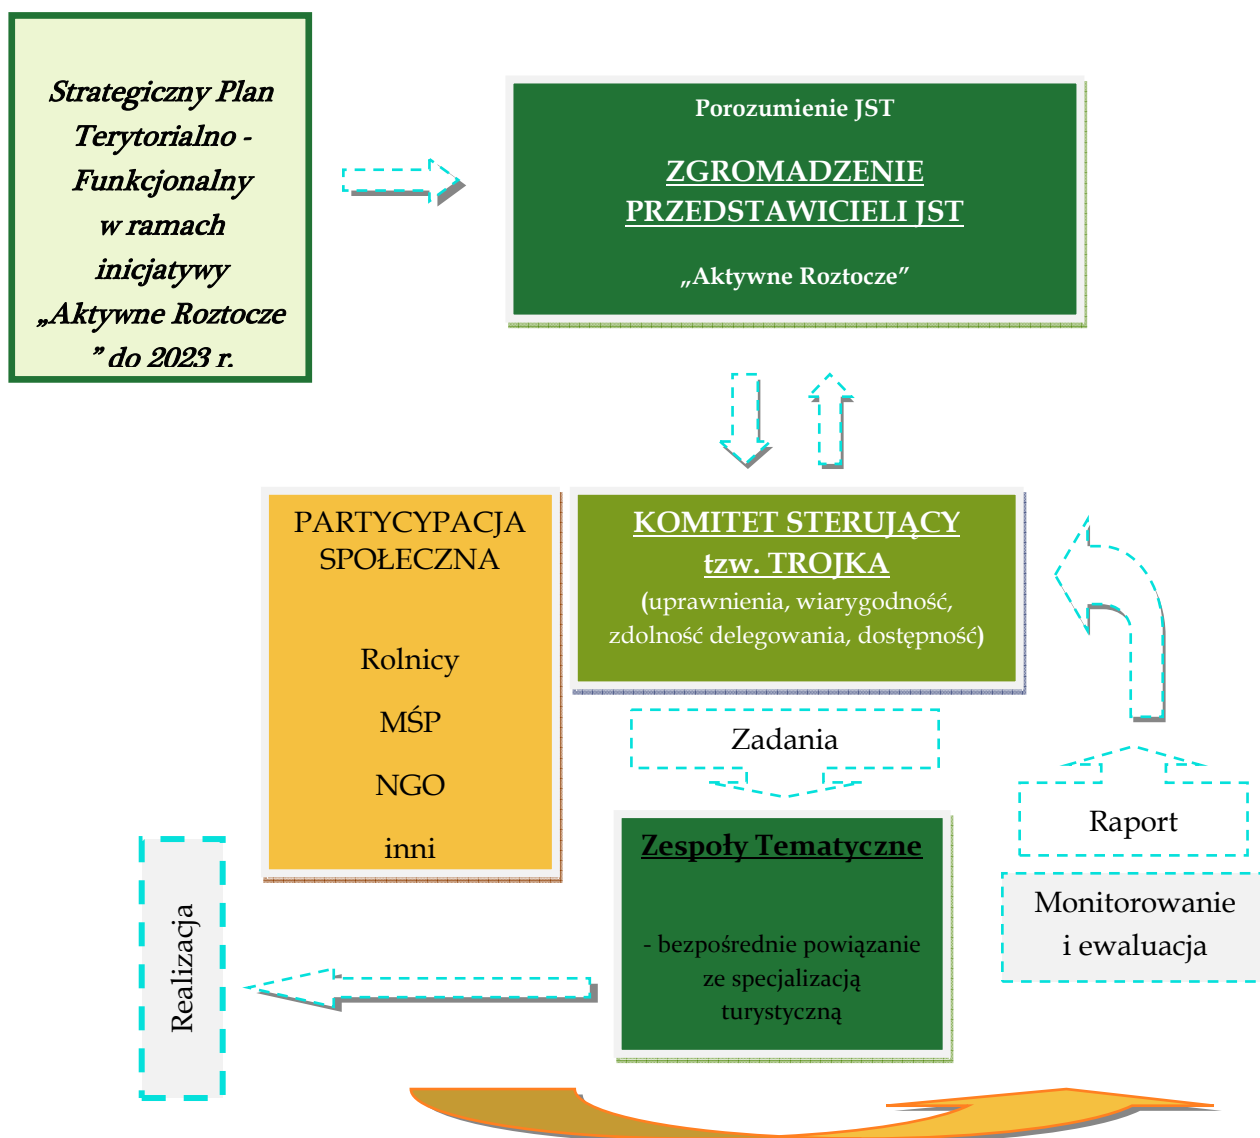 Strategiczny Plan
Terytorialno -
Funkcjonalny
w ramach
inicjatywy
„Aktywne Roztocze
” do 2023 r.
Porozumienie JST
ZGROMADZENIE
PRZEDSTAWICIELI JST
„Aktywne Roztocze”
PARTYCYPACJA
SPOŁECZNA
Rolnicy
MŚP
NGO
inni
KOMITET STERUJĄCY
tzw. TROJKA
(uprawnienia, wiarygodność,
zdolność delegowania, dostępność)
Zadania
Zespoły Tematyczne
- bezpośrednie powiązanie
ze specjalizacją
turystyczną
Raport
Monitorowanie
i ewaluacja
Realizacja